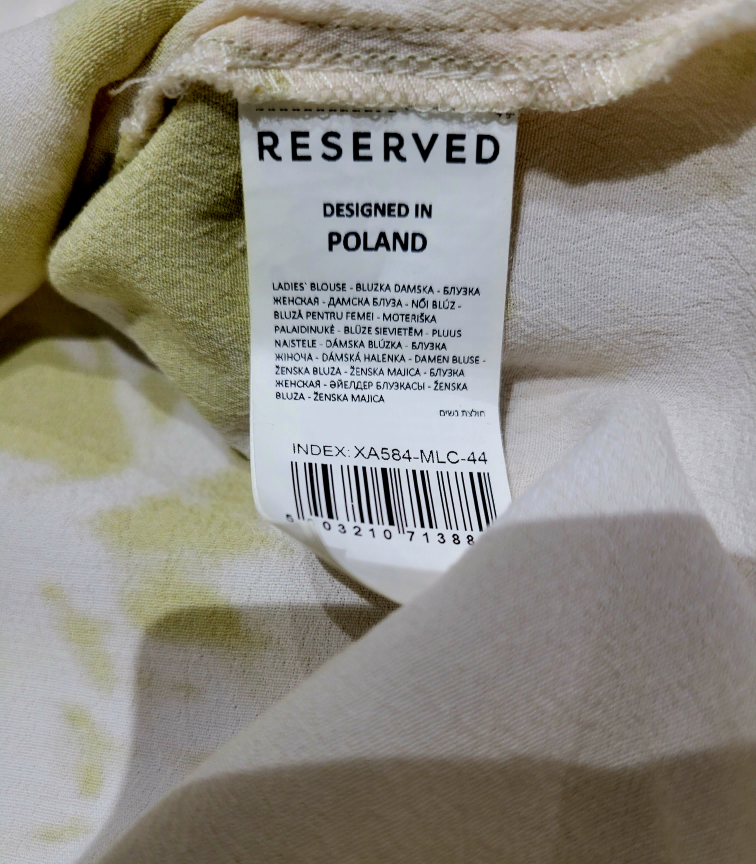 RESERVED
DESIGNED IN
POLAND
LADIES' BLOUSE - BLUZKA DAMSKA - БЛУЗКА
ЖЕНСКАЯ - ДАМСКА БЛУЗА - NŐI BLÚZ -
BLUZĂ PENTRU FEMEI - MOTERIŠKA
PALAIDINUKĖ - BLŪZE SIEVIETĒM - PLUUS
NAISTELE - DÁMSKA BLÚZKA - БЛУЗКА
ЖІНОЧА - DÁMSKÁ HALENKA - DAMEN BLUSE -
ŽENSKA BLUZA - ŽENSKA MAJICA - БЛУЗКА
ЖЕНСКАЯ - ӘЙЕЛДЕР БЛУЗКАСЫ - ŽENSKA
BLUZA - ŽENSKA MAJICA
חולצת נשים
INDEX: XA584-MLC-44
03210 71388